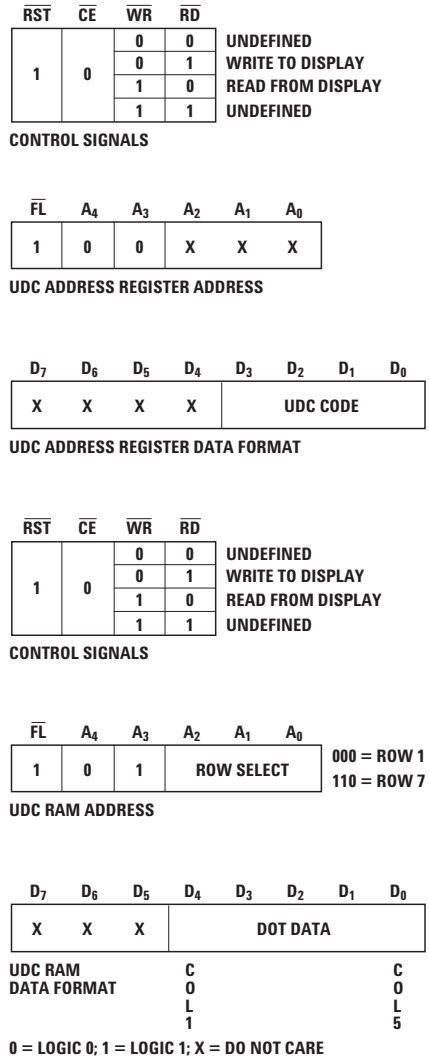 RST CE WR RD
0 0 UNDEFINED
1 0 0 1 WRITE TO DISPLAY
1 0 READ FROM DISPLAY
1 1 UNDEFINED
CONTROL SIGNALS
FL A4 A3 A2 A1 A0
1 0 0 X X X
UDC ADDRESS REGISTER ADDRESS
D7 D6 D5 D4 D3 D2 D1 D0
X X X X UDC CODE
UDC ADDRESS REGISTER DATA FORMAT
RST CE WR RD
0 0 UNDEFINED
1 0 0 1 WRITE TO DISPLAY
1 0 READ FROM DISPLAY
1 1 UNDEFINED
CONTROL SIGNALS
FL A4 A3 A2 A1 A0
1 0 1 ROW SELECT 000 = ROW 1
110 = ROW 7
UDC RAM ADDRESS
D7 D6 D5 D4 D3 D2 D1 D0
X X X DOT DATA
UDC RAM C C
DATA FORMAT O O
L L
1 5
0 = LOGIC 0; 1 = LOGIC 1; X = DO NOT CARE